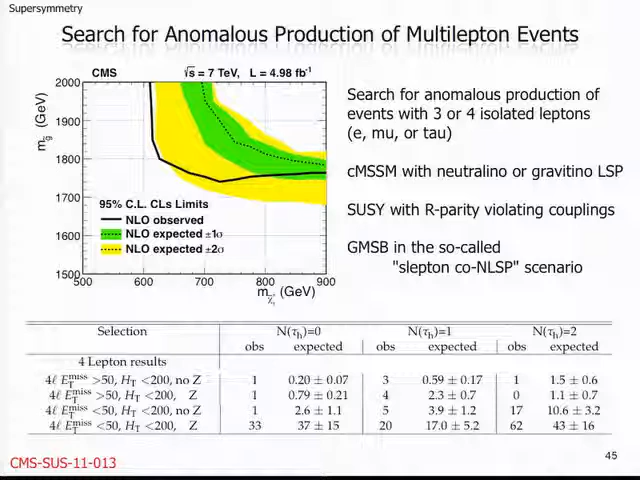 Supersymmetry
Search for Anomalous Production of Multilepton Events
CMS √s = 7 TeV, L = 4.98 fb⁻¹
m_g̃ (GeV)
2000
1900
1800
1700
1600
1500
95% C.L. CLs Limits
NLO observed
NLO expected ±1σ
NLO expected ±2σ
500 600 700 800 900
m_χ̃₁⁺ (GeV)
Search for anomalous production of
events with 3 or 4 isolated leptons
(e, mu, or tau)
cMSSM with neutralino or gravitino LSP
SUSY with R-parity violating couplings
GMSB in the so-called
"slepton co-NLSP" scenario
Selection N(τh)=0 N(τh)=1 N(τh)=2
obs expected obs expected obs expected
4 Lepton results
4ℓ E_T^miss >50, H_T <200, no Z 1 0.20 ± 0.07 3 0.59 ± 0.17 1 1.5 ± 0.6
4ℓ E_T^miss >50, H_T <200, Z 1 0.79 ± 0.21 4 2.3 ± 0.7 0 1.1 ± 0.7
4ℓ E_T^miss <50, H_T <200, no Z 1 2.6 ± 1.1 5 3.9 ± 1.2 17 10.6 ± 3.2
4ℓ E_T^miss <50, H_T <200, Z 33 37 ± 15 20 17.0 ± 5.2 62 43 ± 16
CMS-SUS-11-013
45